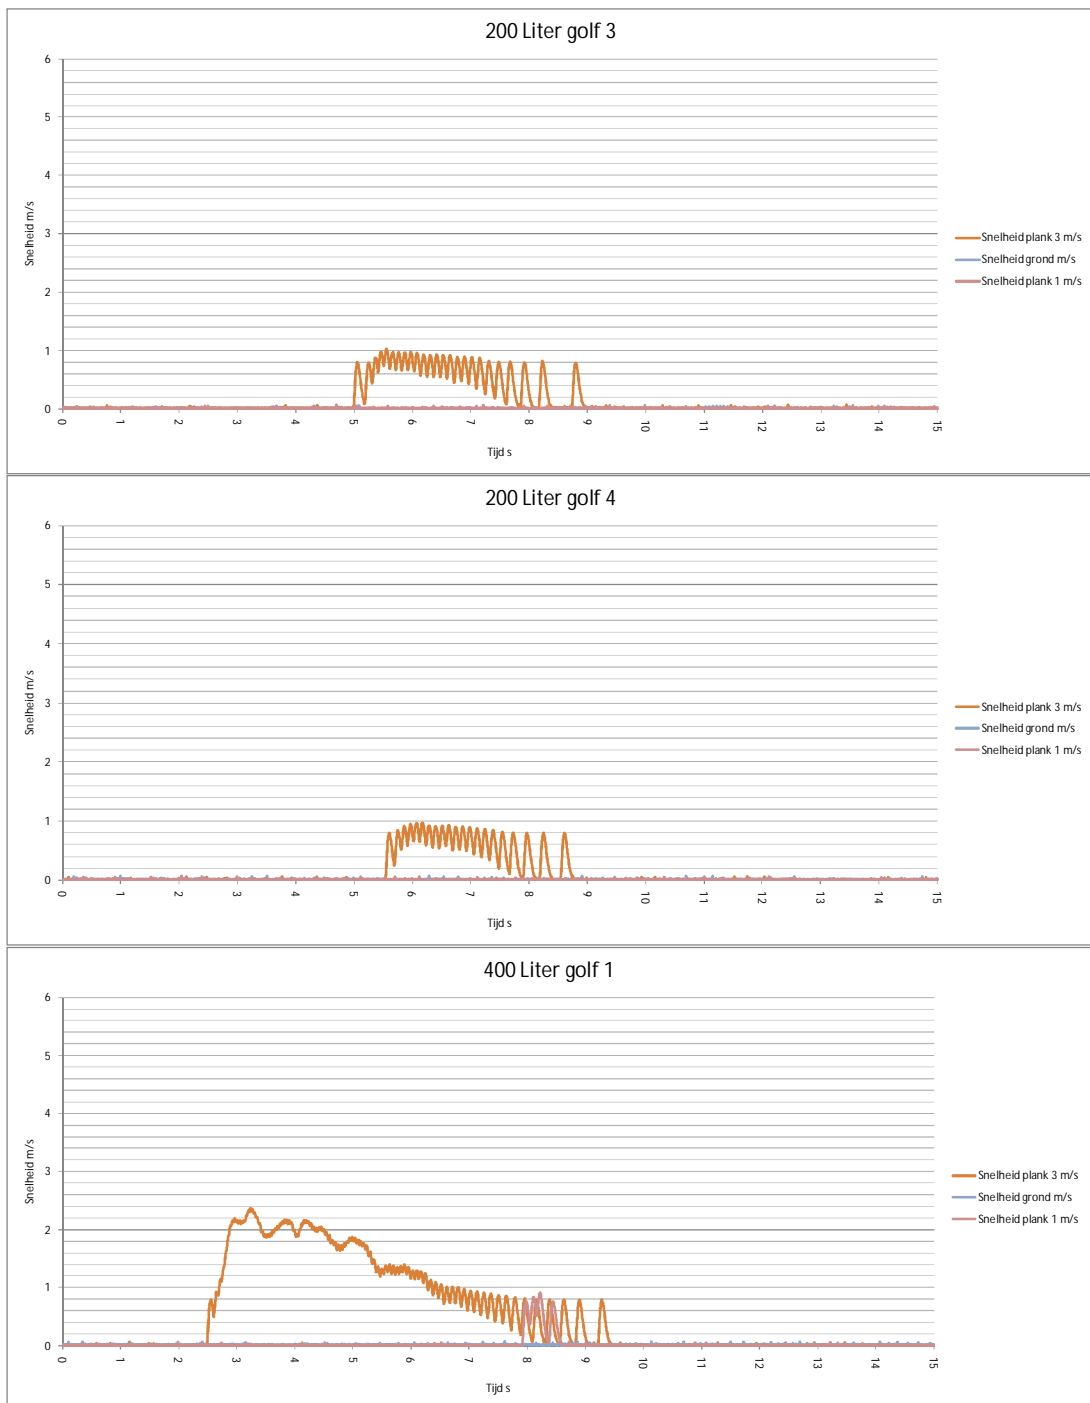 200 Liter golf 3
6
5
4
3
2
1
0
Snelheid m/s
0 1 2 3 4 5 6 7 8 9 10 11 12 13 14 15
Tijd s
Snelheid plank 3 m/s
Snelheid grond m/s
Snelheid plank 1 m/s
200 Liter golf 4
6
5
4
3
2
1
0
Snelheid m/s
0 1 2 3 4 5 6 7 8 9 10 11 12 13 14 15
Tijd s
Snelheid plank 3 m/s
Snelheid grond m/s
Snelheid plank 1 m/s
400 Liter golf 1
6
5
4
3
2
1
0
Snelheid m/s
0 1 2 3 4 5 6 7 8 9 10 11 12 13 14 15
Tijd s
Snelheid plank 3 m/s
Snelheid grond m/s
Snelheid plank 1 m/s